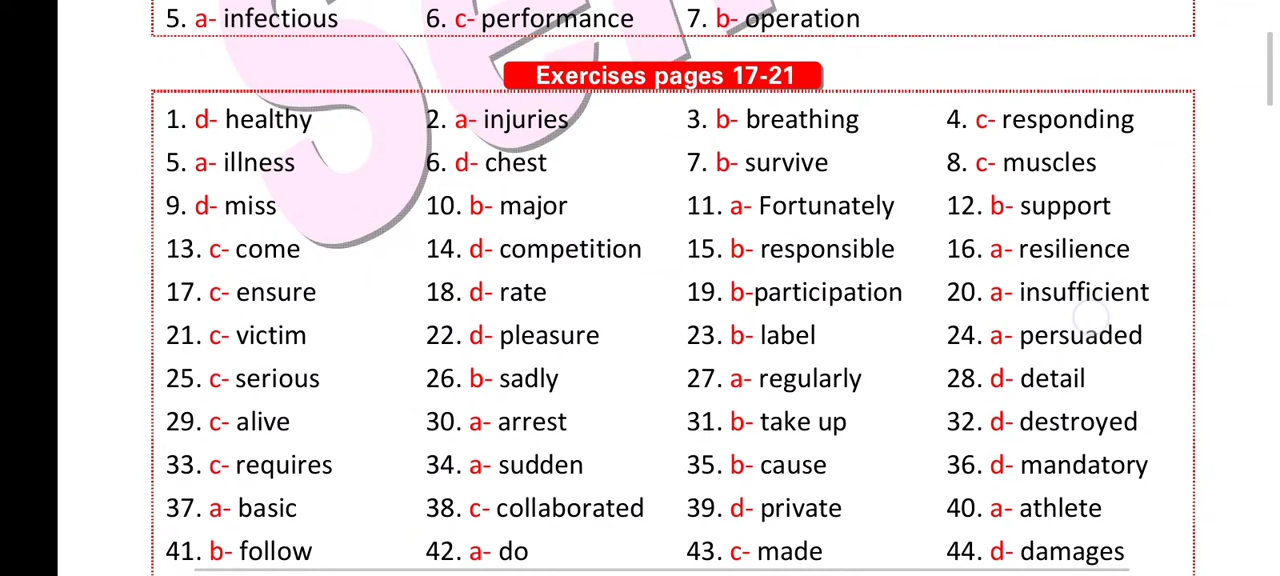 5. a- infectious 6. c- performance 7. b- operation
Exercises pages 17-21
1. d- healthy 2. a- injuries 3. b- breathing 4. c- responding
5. a- illness 6. d- chest 7. b- survive 8. c- muscles
9. d- miss 10. b- major 11. a- Fortunately 12. b- support
13. c- come 14. d- competition 15. b- responsible 16. a- resilience
17. c- ensure 18. d- rate 19. b-participation 20. a- insufficient
21. c- victim 22. d- pleasure 23. b- label 24. a- persuaded
25. c- serious 26. b- sadly 27. a- regularly 28. d- detail
29. c- alive 30. a- arrest 31. b- take up 32. d- destroyed
33. c- requires 34. a- sudden 35. b- cause 36. d- mandatory
37. a- basic 38. c- collaborated 39. d- private 40. a- athlete
41. b- follow 42. a- do 43. c- made 44. d- damages